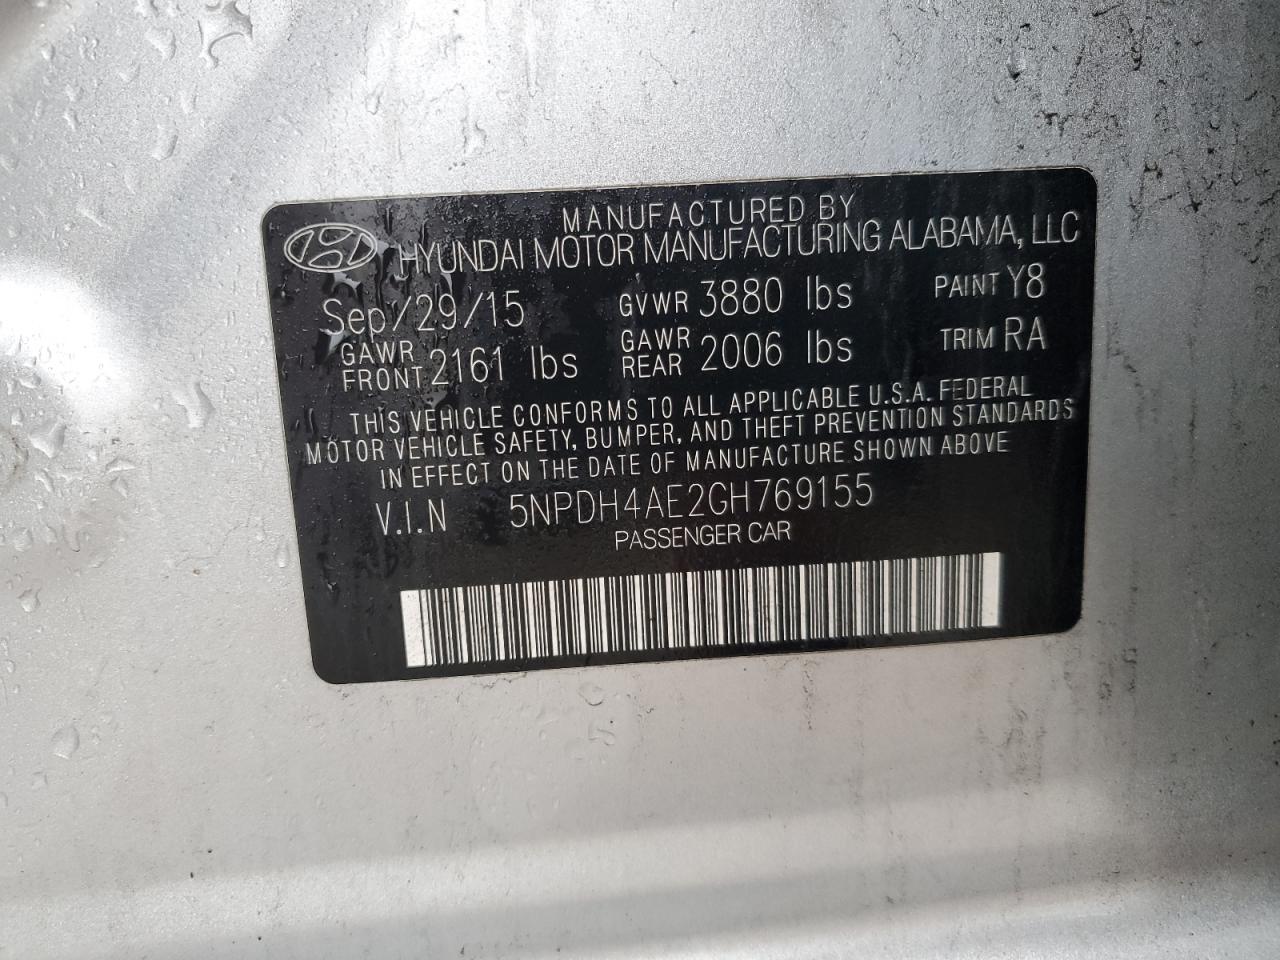 MANUFACTURED BY
HYUNDAI MOTOR MANUFACTURING ALABAMA, LLC
Sep/29/15 GVWR 3880 lbs PAINT Y8
GAWR FRONT 2161 lbs GAWR REAR 2006 lbs TRIM RA
THIS VEHICLE CONFORMS TO ALL APPLICABLE U.S.A. FEDERAL
MOTOR VEHICLE SAFETY, BUMPER, AND THEFT PREVENTION STANDARDS
IN EFFECT ON THE DATE OF MANUFACTURE SHOWN ABOVE
V.I.N 5NPDH4AE2GH769155
PASSENGER CAR